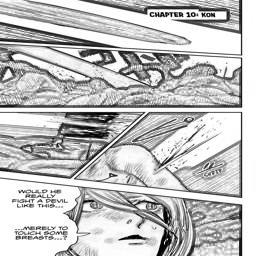 CHAPTER 10: KON
WOULD HE
REALLY
FIGHT A DEVIL
LIKE THIS...
...MERELY TO
TOUCH SOME
BREASTS...?